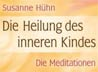 Susanne Hühn
Die Heilung des
inneren Kindes
Die Meditationen